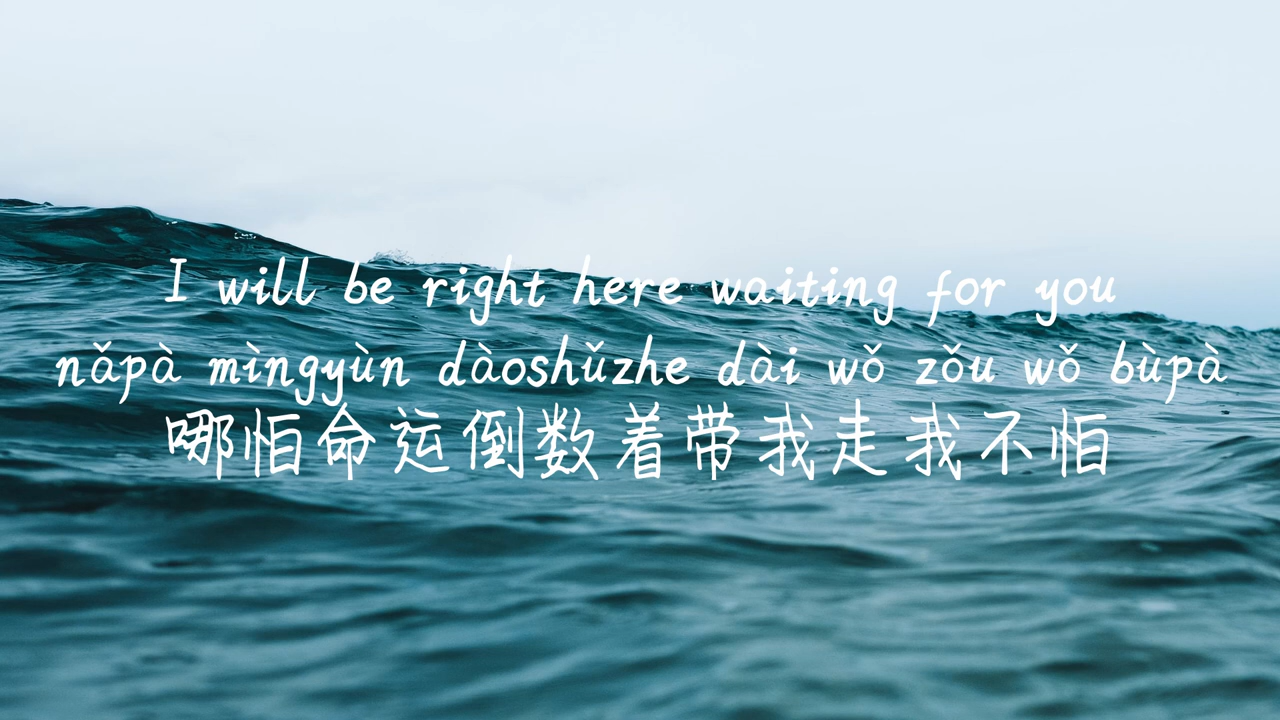 I will be right here waiting for you
nǎpà mìngyùn dàoshǔzhe dài wǒ zǒu wǒ bùpà
哪怕命运倒数着带我走我不怕